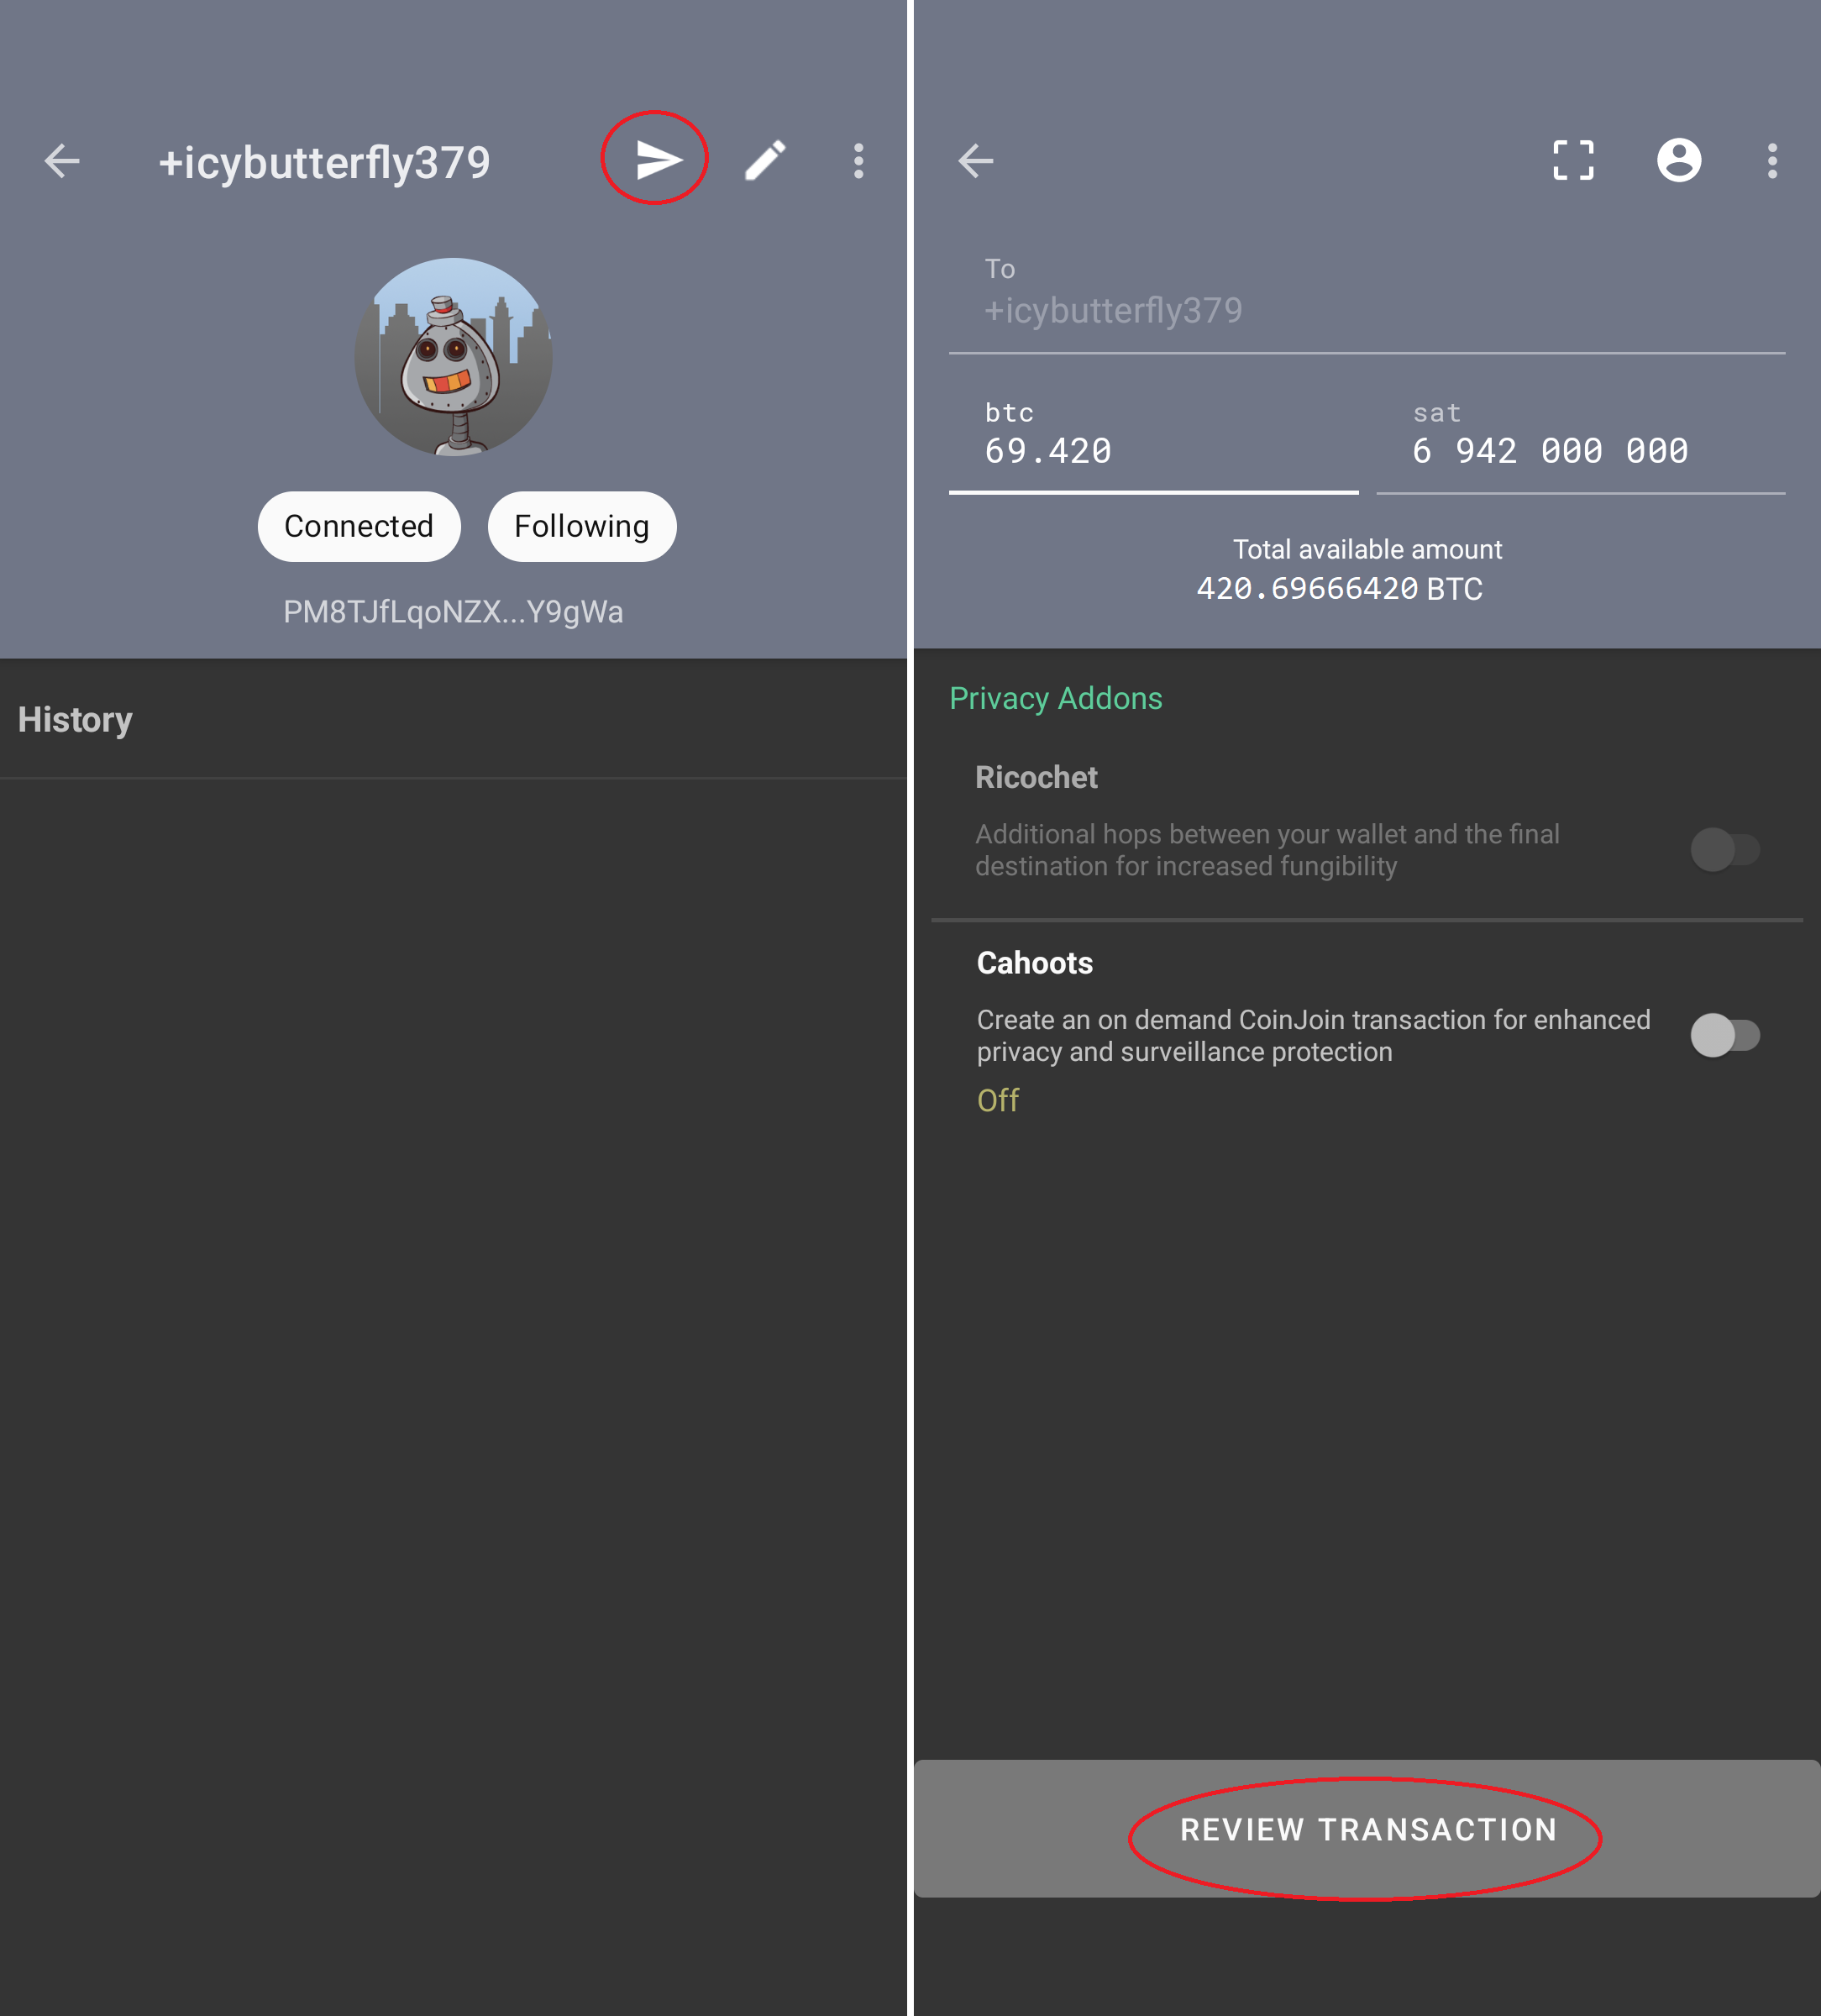 +icybutterfly379
Connected
Following
PM8TJfLqoNZX...Y9gWa
History
To
+icybutterfly379
btc
69.420
sat
6 942 000 000
Total available amount
420.69666420 BTC
Privacy Addons
Ricochet
Additional hops between your wallet and the final
destination for increased fungibility
Cahoots
Create an on demand CoinJoin transaction for enhanced
privacy and surveillance protection
Off
REVIEW TRANSACTION